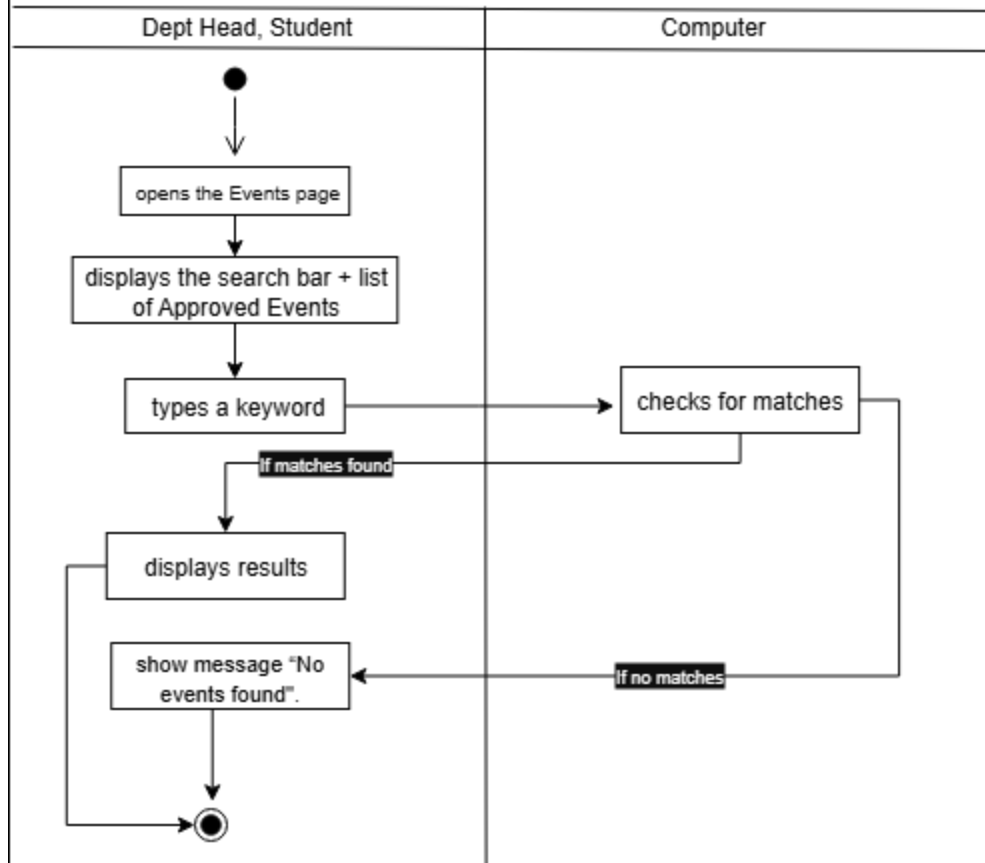 Dept Head, Student
Computer
opens the Events page
displays the search bar + list
of Approved Events
types a keyword
checks for matches
If matches found
displays results
show message “No
events found".
If no matches